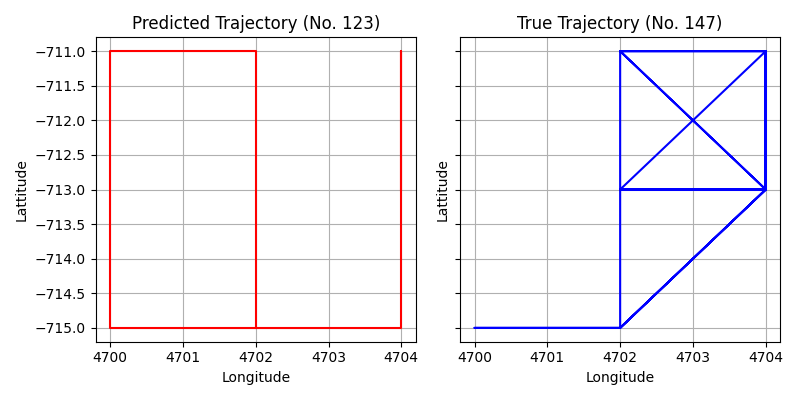 Predicted Trajectory (No. 123)
True Trajectory (No. 147)
−711.0
−711.5
−712.0
−712.5
−713.0
−713.5
−714.0
−714.5
−715.0
Lattitude
4700 4701 4702 4703 4704
Longitude
Lattitude
4700 4701 4702 4703 4704
Longitude